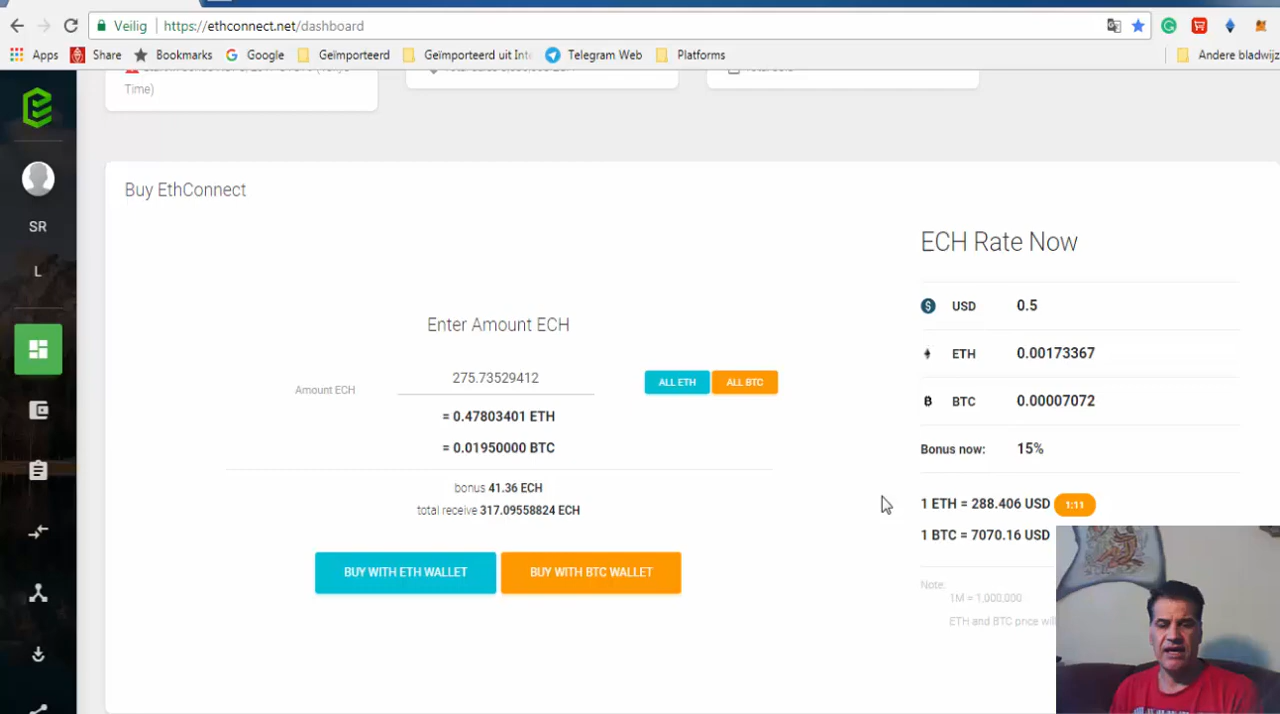 Veilig https://ethconnect.net/dashboard
Apps Share Bookmarks Google Geïmporteerd Geïmporteerd uit Inte Telegram Web Platforms Andere bladwijz
Time)
SR
L
Buy EthConnect
Enter Amount ECH
Amount ECH 275.73529412 ALL ETH ALL BTC
= 0.47803401 ETH
= 0.01950000 BTC
bonus 41.36 ECH
total receive 317.09558824 ECH
BUY WITH ETH WALLET BUY WITH BTC WALLET
ECH Rate Now
USD 0.5
ETH 0.00173367
BTC 0.00007072
Bonus now: 15%
1 ETH = 288.406 USD 1:11
1 BTC = 7070.16 USD
Note:
1M = 1,000,000
ETH and BTC price wil